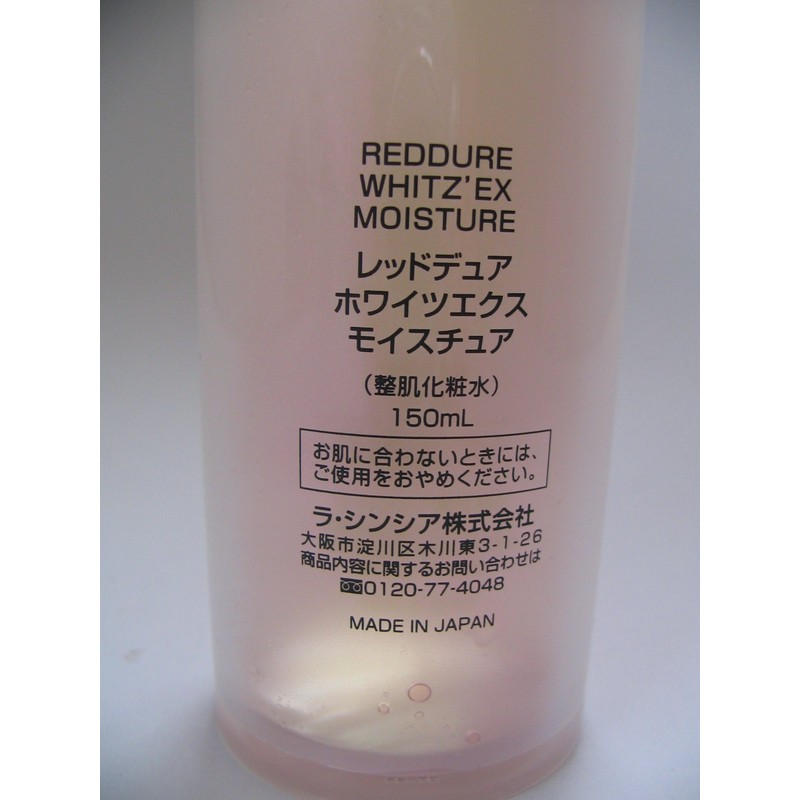 REDDURE
WHITZ'EX
MOISTURE
レッドデュア
ホワイツエクス
モイスチュア
（整肌化粧水）
150mL
お肌に合わないときには、
ご使用をおやめください。
ラ・シンシア株式会社
大阪市淀川区木川東3-1-26
商品内容に関するお問い合わせは
0120-77-4048
MADE IN JAPAN